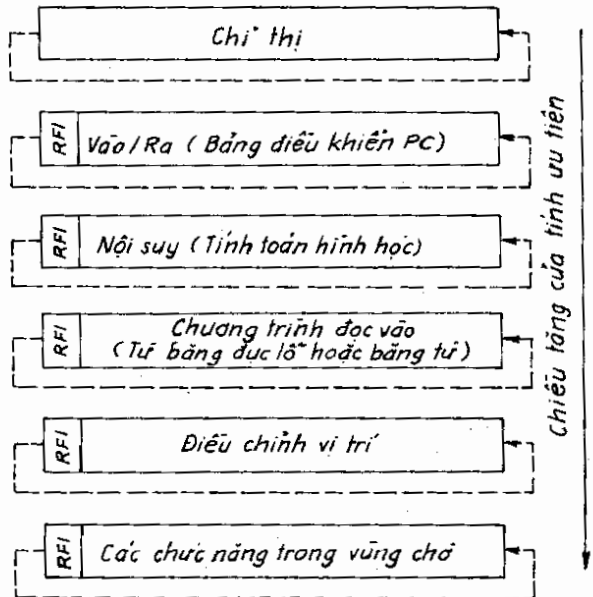 Chỉ thị
RFI Vào/Ra (Bảng điều khiển PC)
RFI Nội suy (Tính toán hình học)
RFI Chương trình đọc vào
(Từ băng đục lỗ hoặc băng từ)
RFI Điều chỉnh vị trí
RFI Các chức năng trong vùng chờ
Chiều tăng của tính ưu tiên